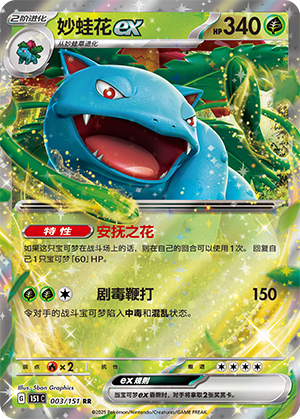 2阶进化
妙蛙花ex
HP 340
从妙蛙草进化
特性 安抚之花
如果这只宝可梦在战斗场上的话，则在自己的回合可以使用1次。 回复自
己1只宝可梦「60」HP。
剧毒鞭打 150
令对手的战斗宝可梦陷入中毒和混乱状态。
弱点 ×2 抗性 撤退
ex规则
当宝可梦ex昏厥时，对手将拿取2张奖赏卡。
Illus. 5ban Graphics
G 151 C 003/151 RR
©2025 Pokémon/Nintendo/Creatures/GAME FREAK